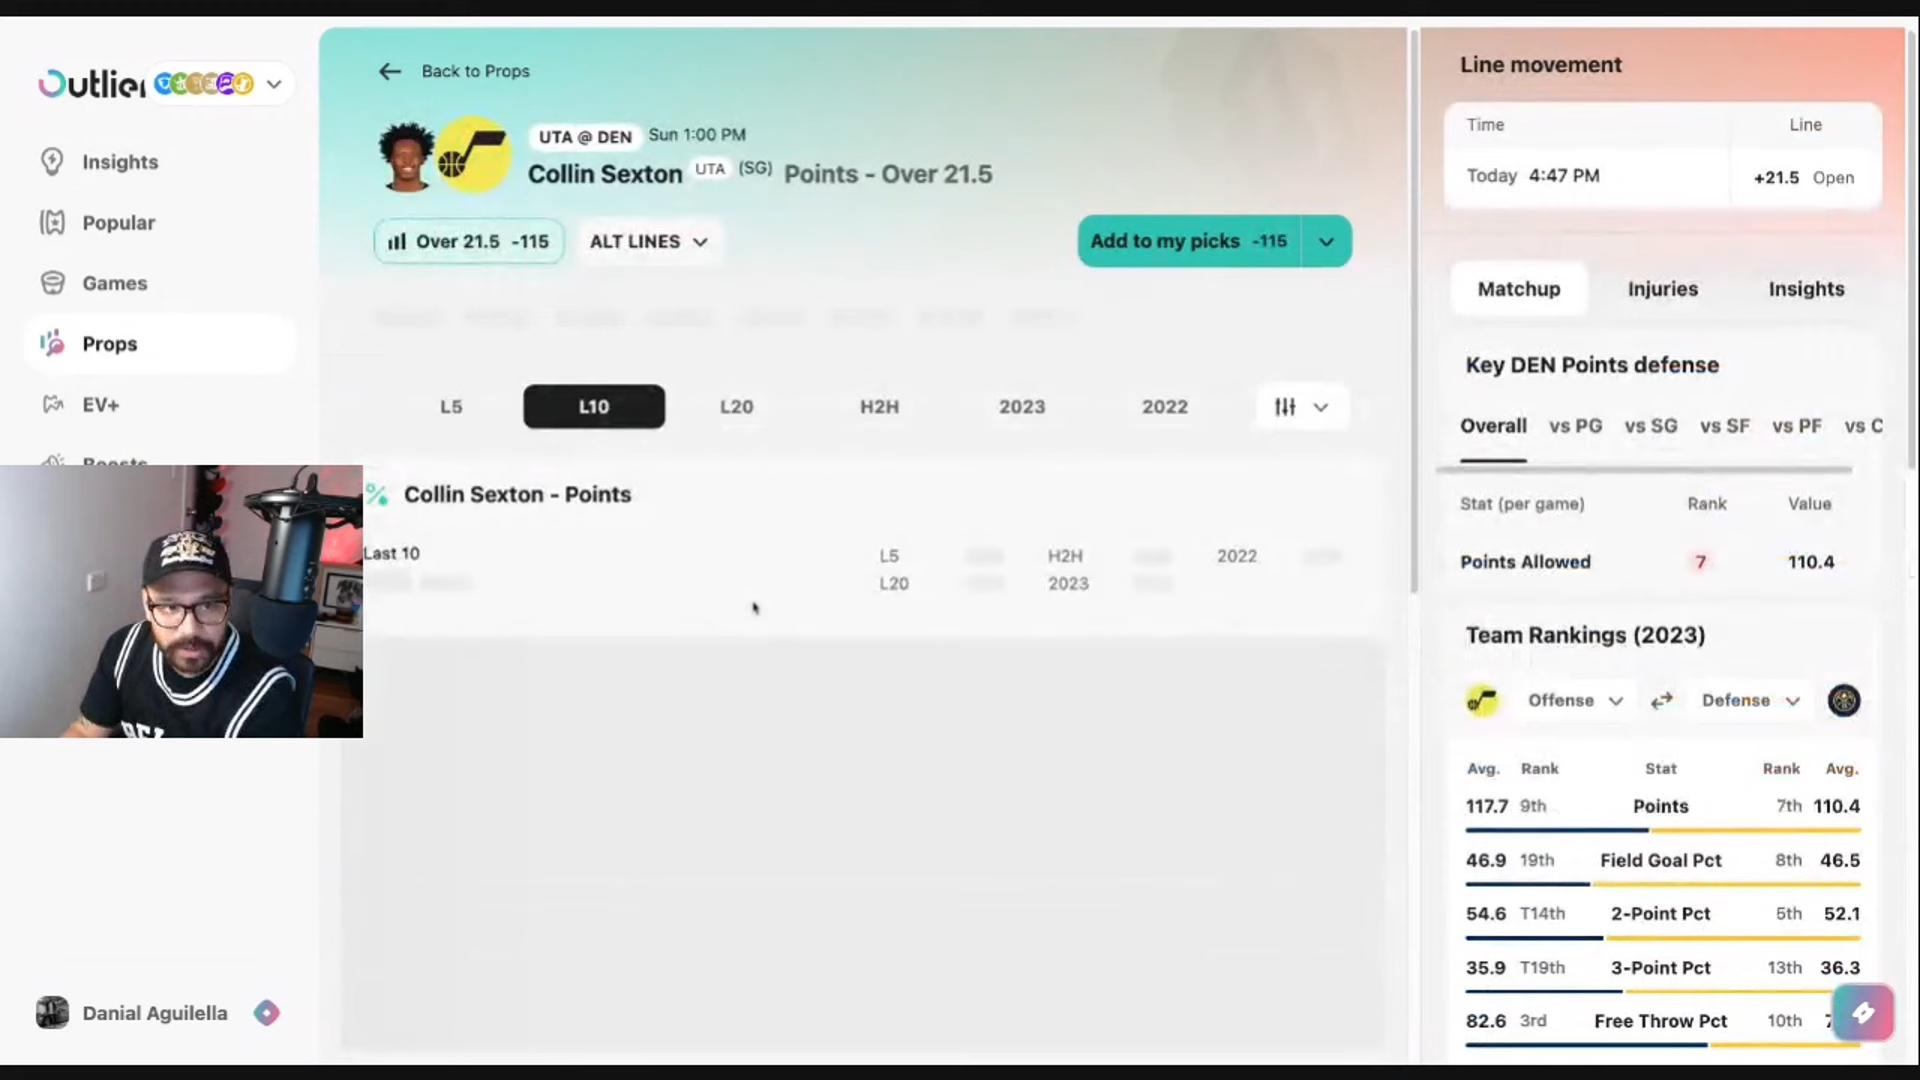 Outlier
Insights
Popular
Games
Props
EV+
Boosts
Danial Aguilella
Back to Props
UTA @ DEN Sun 1:00 PM
Collin Sexton UTA (SG) Points - Over 21.5
Over 21.5 -115 ALT LINES
Add to my picks -115
L5 L10 L20 H2H 2023 2022
Collin Sexton - Points
Last 10
L5 H2H 2022
L20 2023
Line movement
Time Line
Today 4:47 PM +21.5 Open
Matchup Injuries Insights
Key DEN Points defense
Overall vs PG vs SG vs SF vs PF vs C
Stat (per game) Rank Value
Points Allowed 7 110.4
Team Rankings (2023)
Offense Defense
Avg. Rank Stat Rank Avg.
117.7 9th Points 7th 110.4
46.9 19th Field Goal Pct 8th 46.5
54.6 T14th 2-Point Pct 5th 52.1
35.9 T19th 3-Point Pct 13th 36.3
82.6 3rd Free Throw Pct 10th